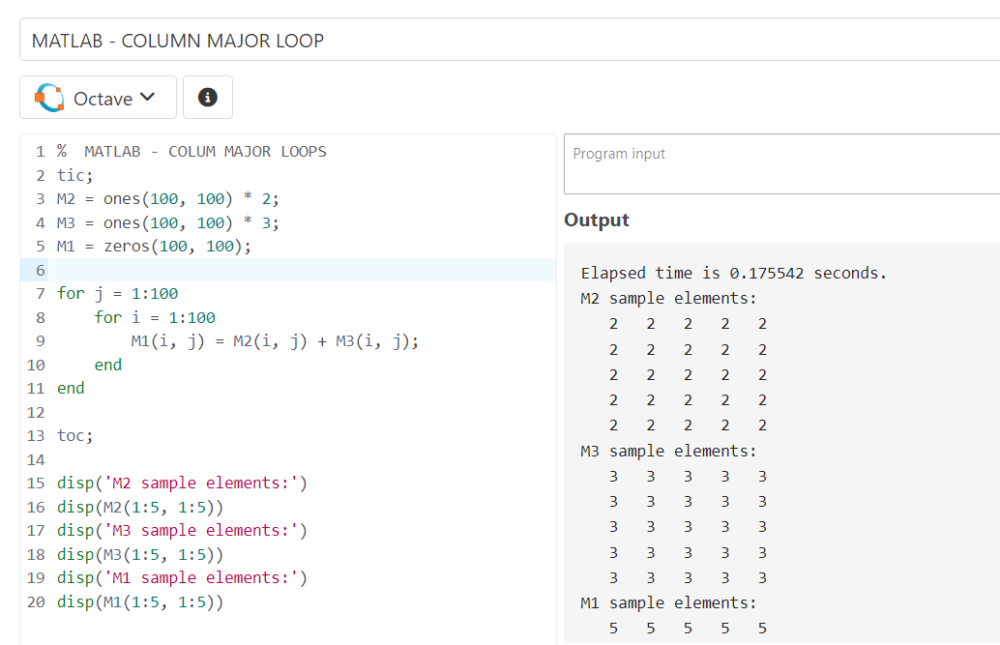 MATLAB - COLUMN MAJOR LOOP
Octave
1 %  MATLAB - COLUM MAJOR LOOPS
2 tic;
3 M2 = ones(100, 100) * 2;
4 M3 = ones(100, 100) * 3;
5 M1 = zeros(100, 100);
6
7 for j = 1:100
8     for i = 1:100
9         M1(i, j) = M2(i, j) + M3(i, j);
10     end
11 end
12
13 toc;
14
15 disp('M2 sample elements:')
16 disp(M2(1:5, 1:5))
17 disp('M3 sample elements:')
18 disp(M3(1:5, 1:5))
19 disp('M1 sample elements:')
20 disp(M1(1:5, 1:5))
Program input
Output
Elapsed time is 0.175542 seconds.
M2 sample elements:
2   2   2   2   2
2   2   2   2   2
2   2   2   2   2
2   2   2   2   2
2   2   2   2   2
M3 sample elements:
3   3   3   3   3
3   3   3   3   3
3   3   3   3   3
3   3   3   3   3
3   3   3   3   3
M1 sample elements:
5   5   5   5   5